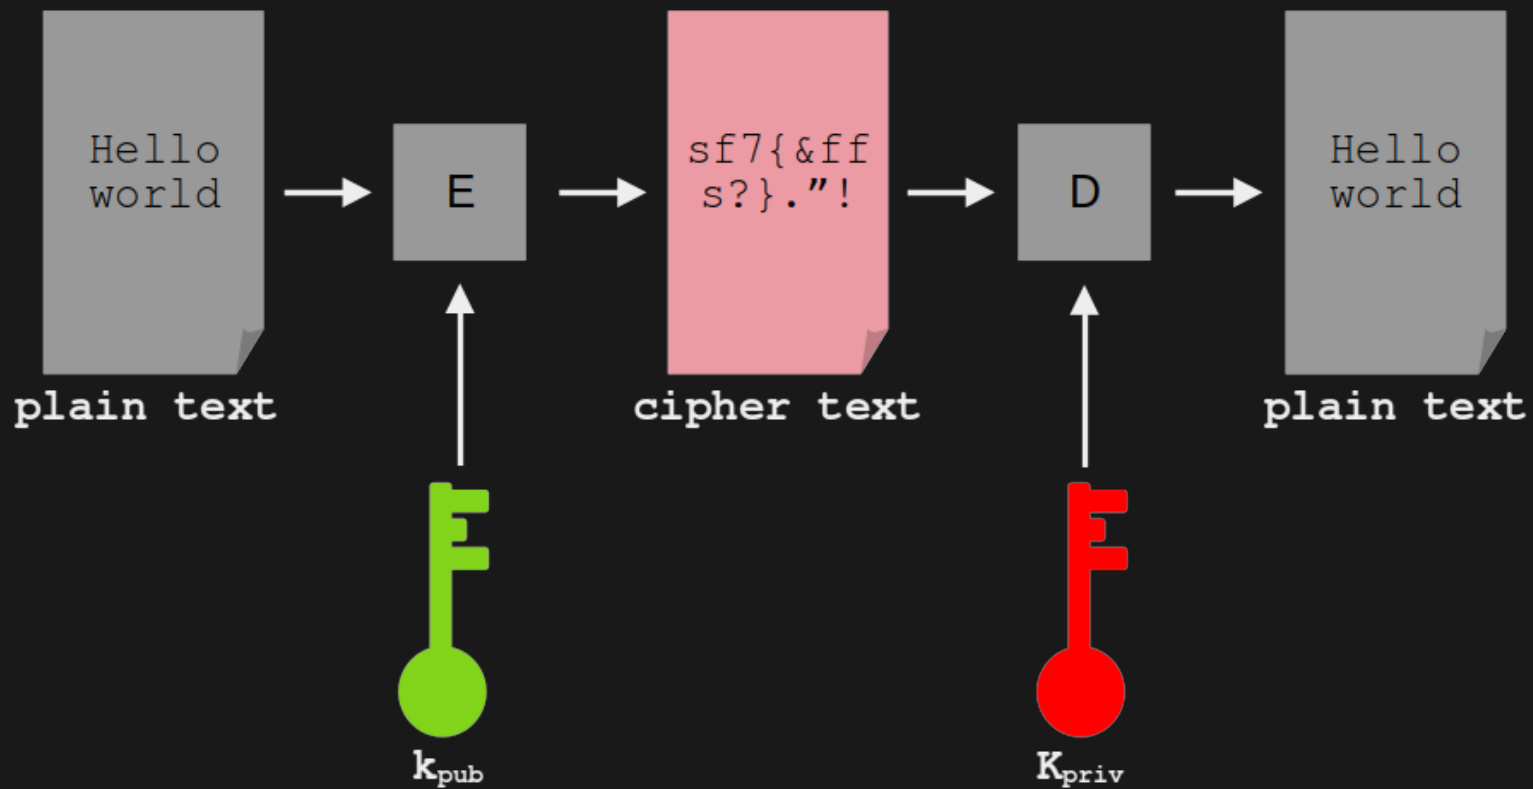 Hello
world
E
sf7{&ff
s?}.”!
D
Hello
world
plain text
cipher text
plain text
kpub
Kpriv